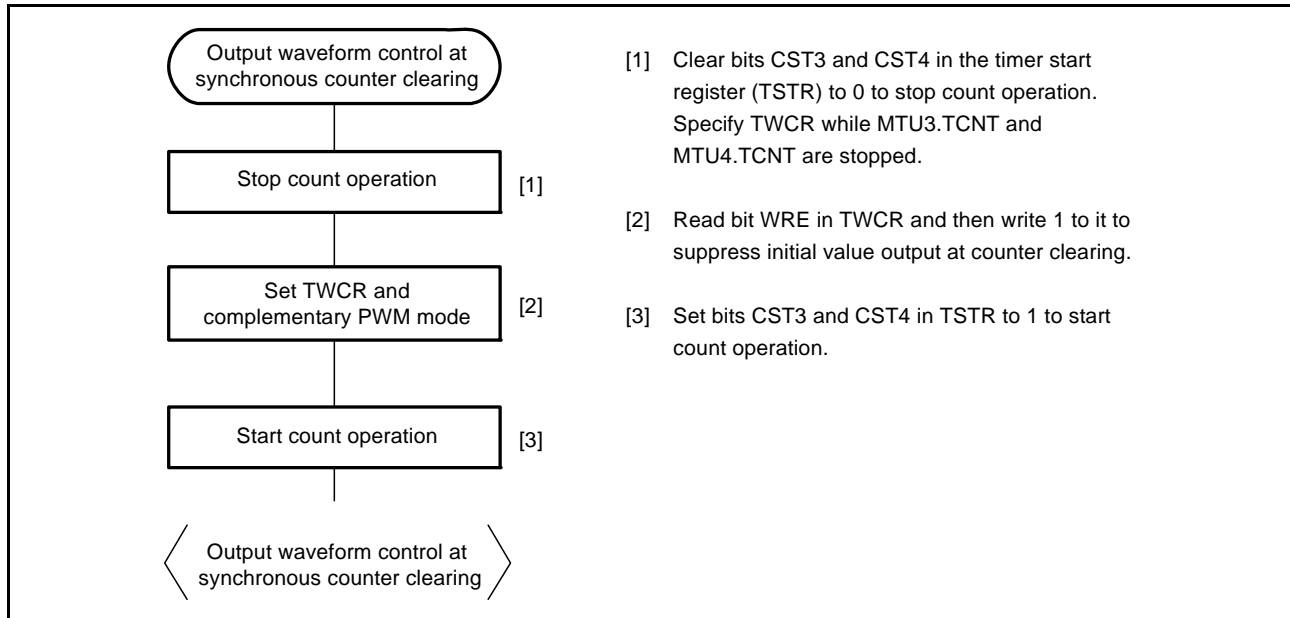 Output waveform control at
synchronous counter clearing
Stop count operation
[1]
Set TWCR and
complementary PWM mode
[2]
Start count operation
[3]
Output waveform control at
synchronous counter clearing
[1] Clear bits CST3 and CST4 in the timer start
register (TSTR) to 0 to stop count operation.
Specify TWCR while MTU3.TCNT and
MTU4.TCNT are stopped.
[2] Read bit WRE in TWCR and then write 1 to it to
suppress initial value output at counter clearing.
[3] Set bits CST3 and CST4 in TSTR to 1 to start
count operation.